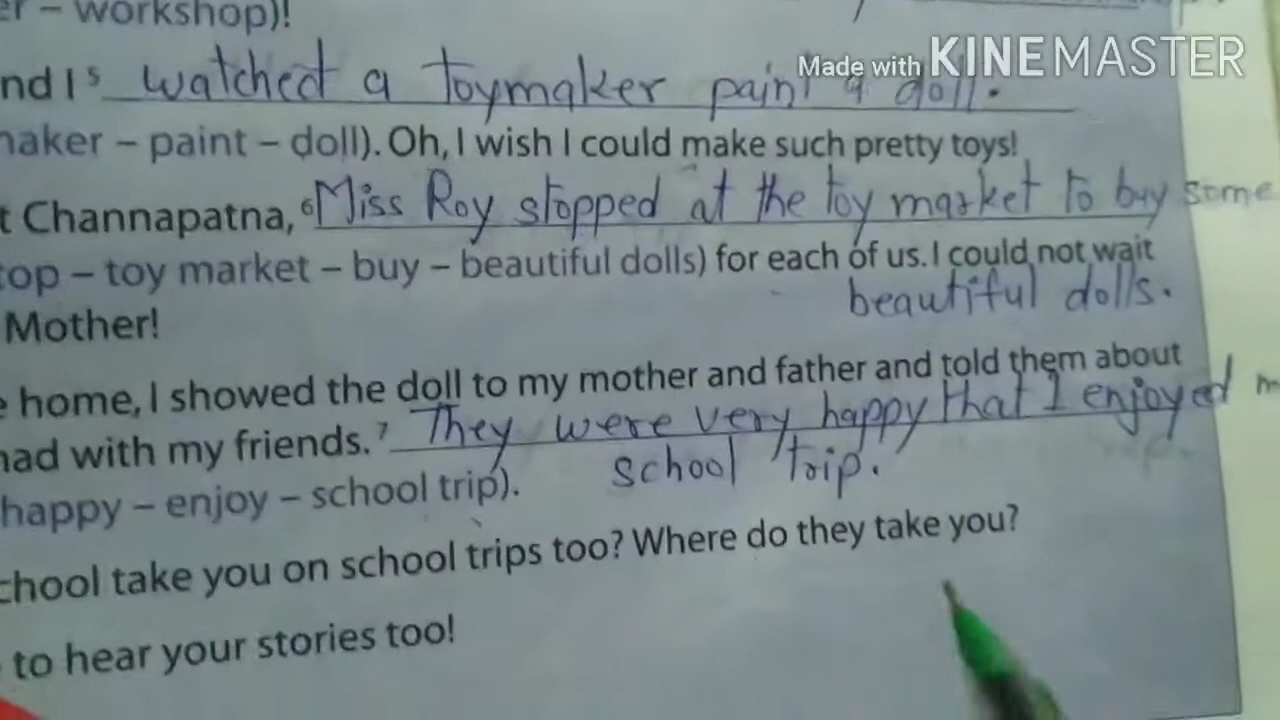 er – workshop)!
Made with KINEMASTER
nd I 5 watched a toymaker paint a doll.
maker – paint – doll). Oh, I wish I could make such pretty toys!
t Channapatna, 6 Miss Roy stopped at the toy market to buy some
top – toy market – buy – beautiful dolls) for each of us. I could not wait
beautiful dolls.
Mother!
e home, I showed the doll to my mother and father and told them about
had with my friends. 7 They were very happy that I enjoyed m
school trip.
happy – enjoy – school trip).
chool take you on school trips too? Where do they take you?
to hear your stories too!